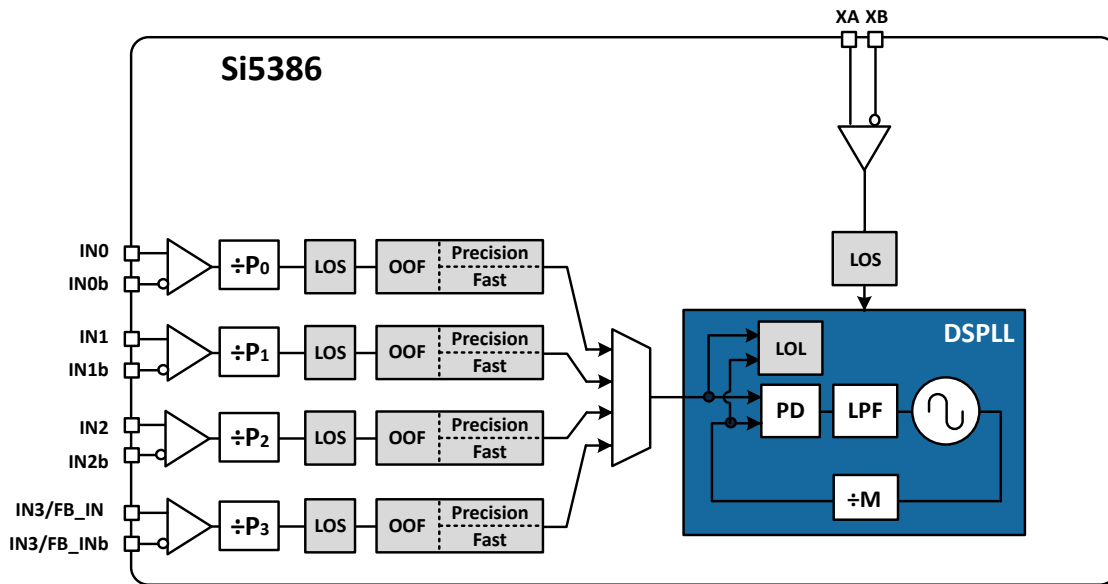 XA XB
Si5386
LOS
IN0
IN0b
÷P0
LOS
OOF
Precision
Fast
IN1
IN1b
÷P1
LOS
OOF
Precision
Fast
IN2
IN2b
÷P2
LOS
OOF
Precision
Fast
IN3/FB_IN
IN3/FB_INb
÷P3
LOS
OOF
Precision
Fast
DSPLL
LOL
PD
LPF
÷M